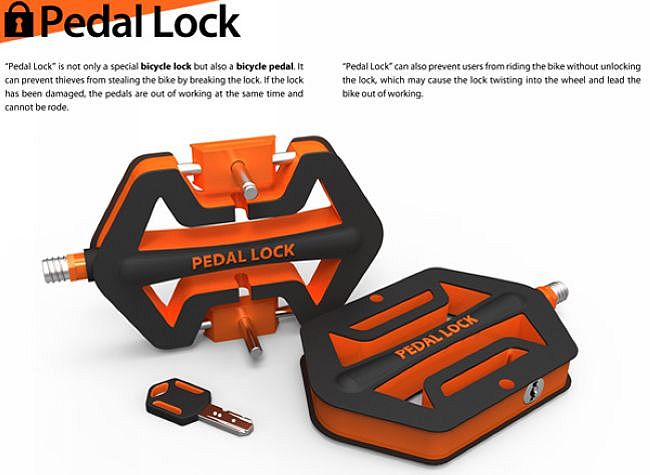 Pedal Lock
“Pedal Lock” is not only a special bicycle lock but also a bicycle pedal. It
can prevent thieves from stealing the bike by breaking the lock. If the lock
has been damaged, the pedals are out of working at the same time and
cannot be rode.
“Pedal Lock” can also prevent users from riding the bike without unlocking
the lock, which may cause the lock twisting into the wheel and lead the
bike out of working.
PEDAL LOCK
PEDAL LOCK